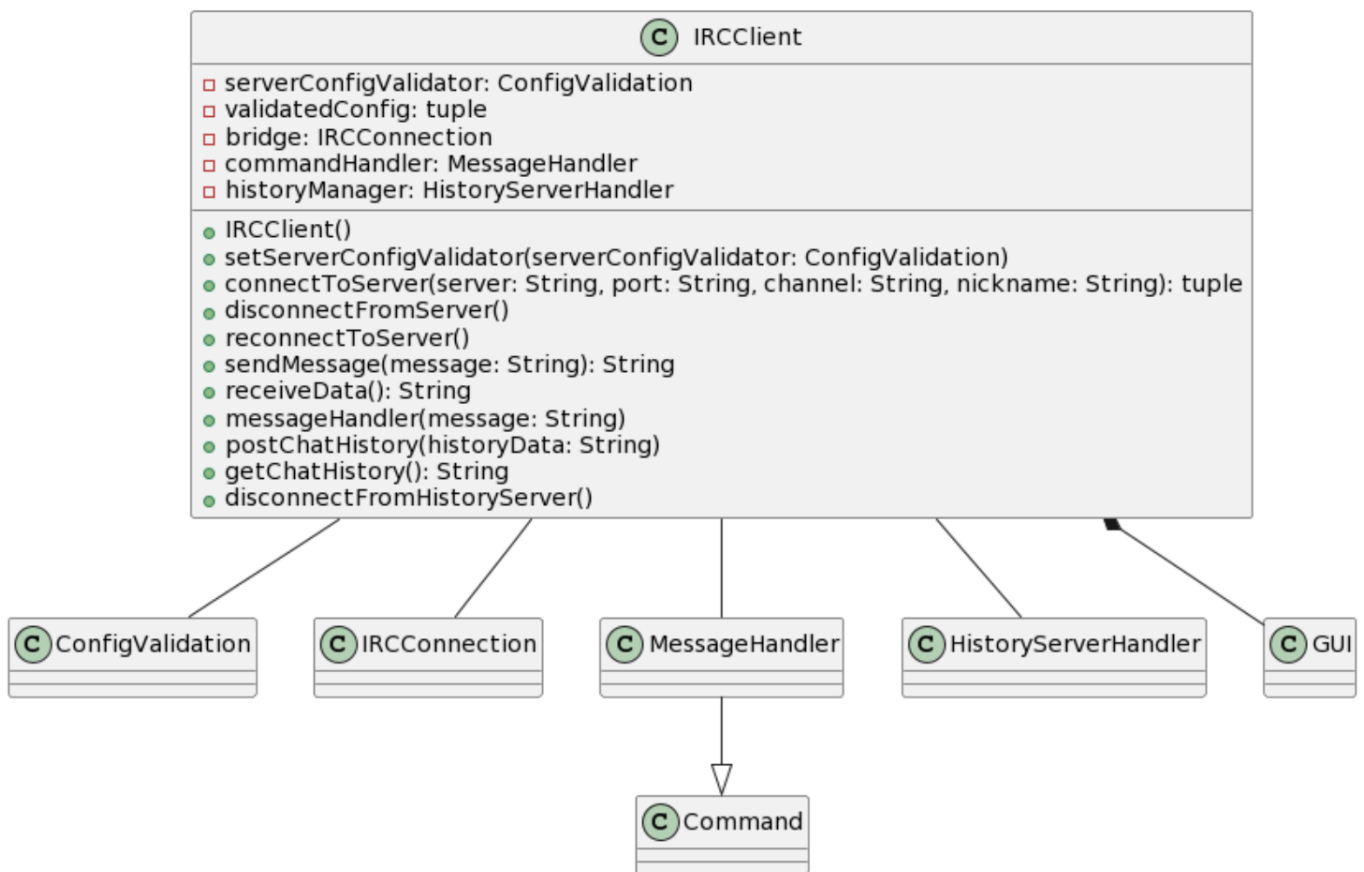 C IRCClient
serverConfigValidator: ConfigValidation
validatedConfig: tuple
bridge: IRCConnection
commandHandler: MessageHandler
historyManager: HistoryServerHandler
IRCClient()
setServerConfigValidator(serverConfigValidator: ConfigValidation)
connectToServer(server: String, port: String, channel: String, nickname: String): tuple
disconnectFromServer()
reconnectToServer()
sendMessage(message: String): String
receiveData(): String
messageHandler(message: String)
postChatHistory(historyData: String)
getChatHistory(): String
disconnectFromHistoryServer()
C ConfigValidation
C IRCConnection
C MessageHandler
C HistoryServerHandler
C GUI
C Command